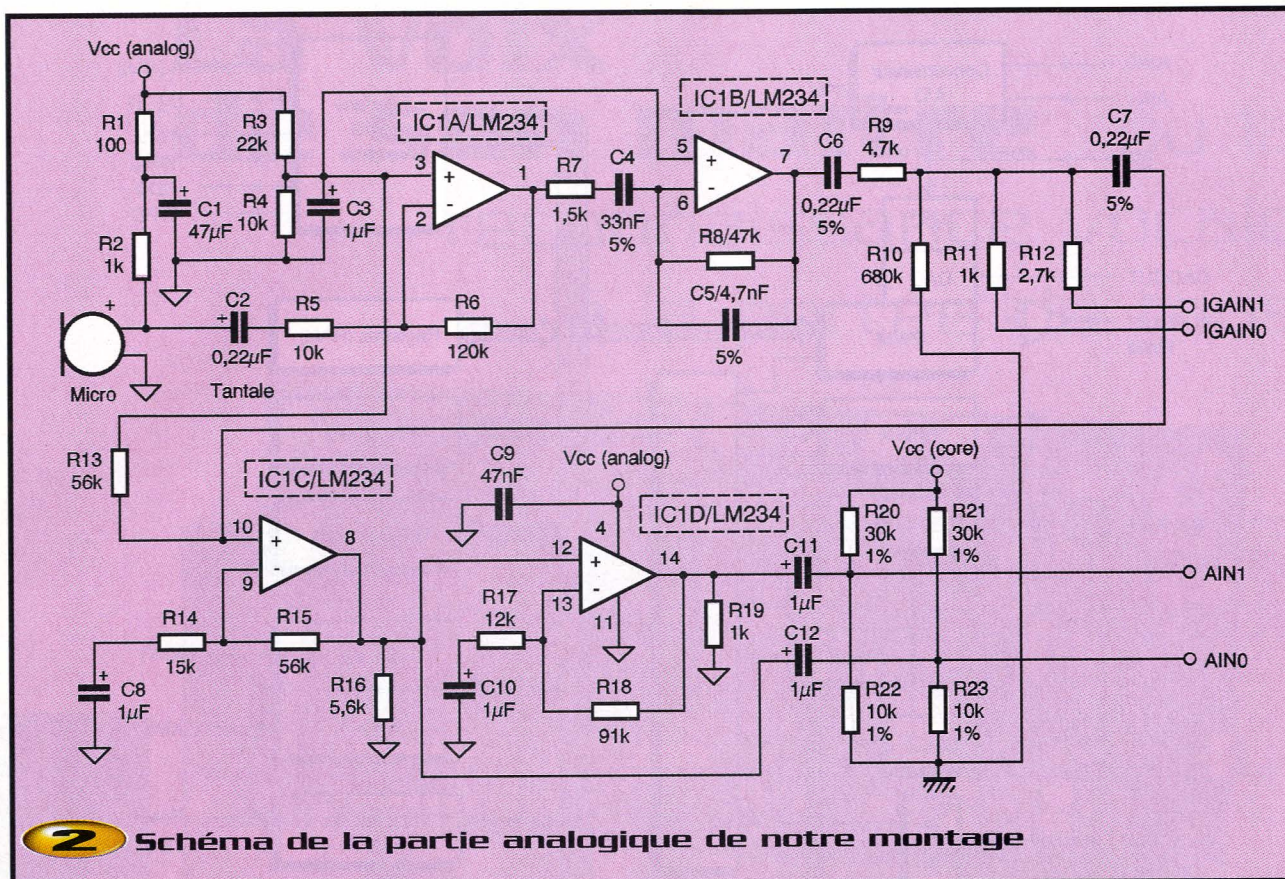 Vcc (analog)
R1
100
R3
22k
R4
10k
C1
47µF
C3
1µF
R2
1k
+
Micro
C2
0,22µF
Tantale
R5
10k
IC1A/LM234
3
+
2
-
1
R6
120k
R7
1,5k
C4
33nF
5%
IC1B/LM234
5
+
6
-
7
R8/47k
C5/4,7nF
5%
C6
0,22µF
5%
R9
4,7k
C7
0,22µF
5%
R10
680k
R11
1k
R12
2,7k
IGAIN1
IGAIN0
R13
56k
IC1C/LM234
10
+
9
-
8
R14
15k
R15
56k
C8
1µF
R16
5,6k
C9
47nF
Vcc (analog)
IC1D/LM234
4
12
+
13
-
14
11
R17
12k
C10
1µF
R18
91k
R19
1k
C11
1µF
C12
1µF
Vcc (core)
R20
30k
1%
R21
30k
1%
AIN1
AIN0
R22
10k
1%
R23
10k
1%
2 Schéma de la partie analogique de notre montage